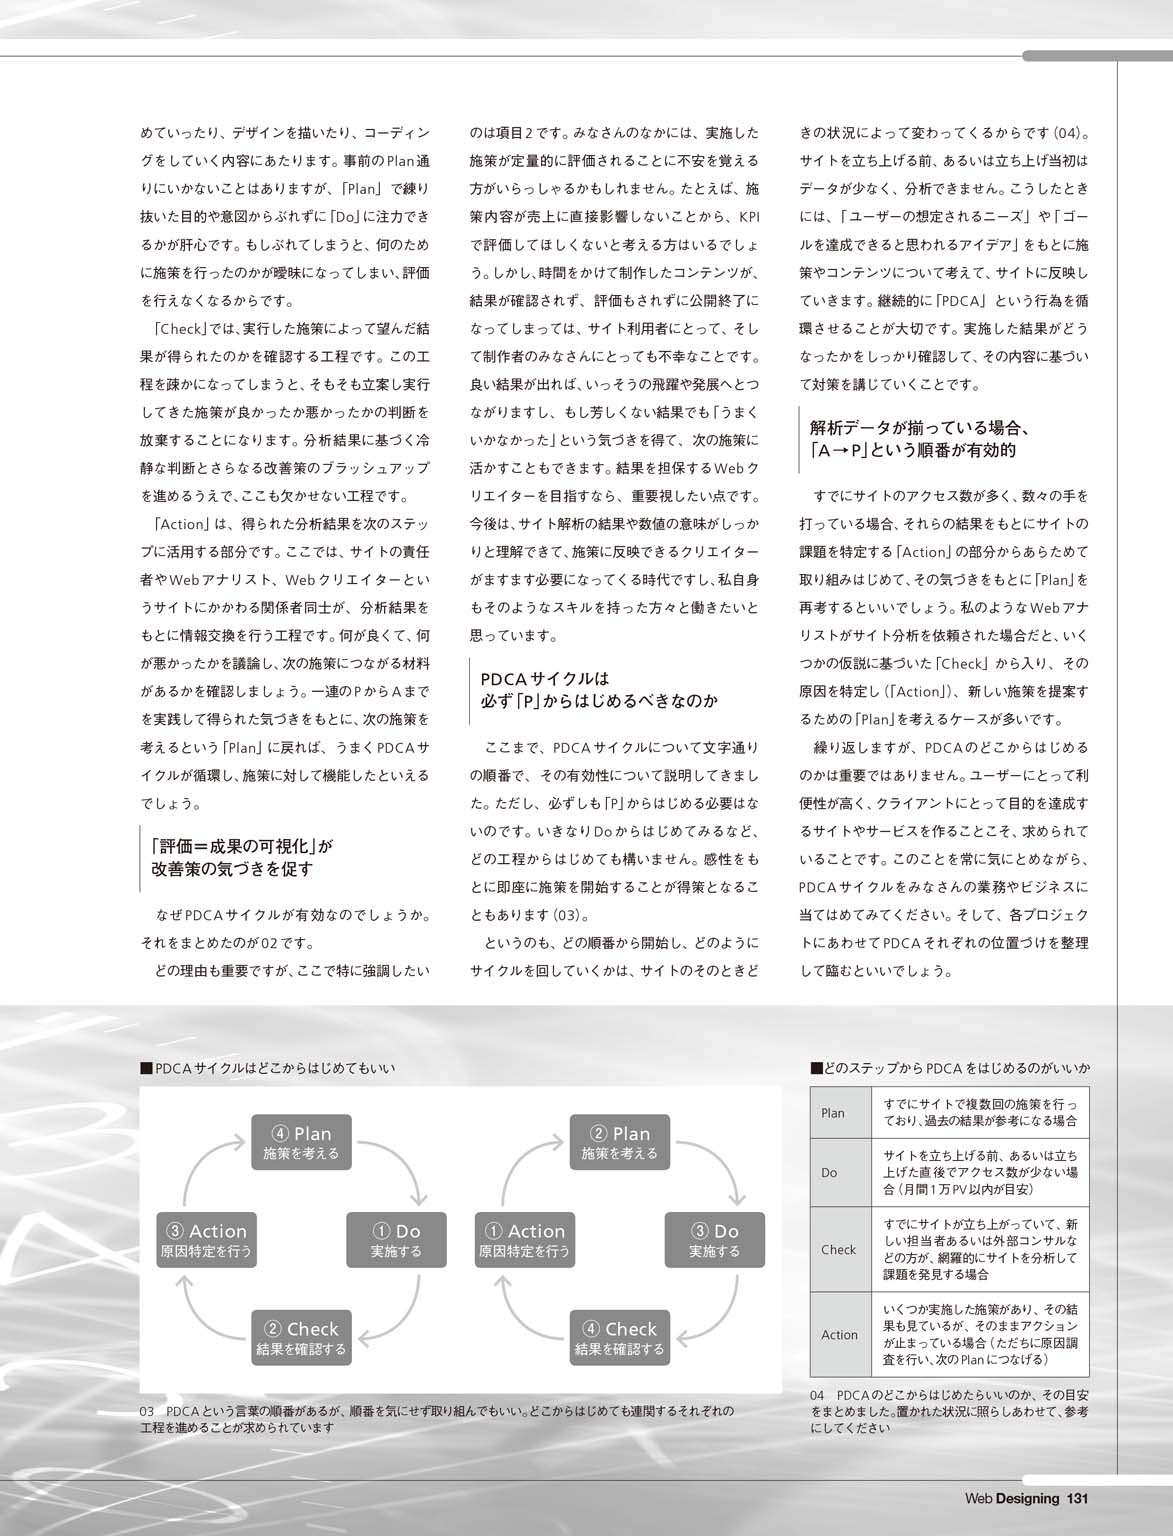 めていったり、デザインを描いたり、コーディン
グをしていく内容にあたります。事前のPlan通
りにいかないことはありますが、「Plan」で練り
抜いた目的や意図からぶれずに「Do」に注力でき
るかが肝心です。もしぶれてしまうと、何のため
に施策を行ったのかが曖昧になってしまい、評価
を行えなくなるからです。
「Check」では、実行した施策によって望んだ結
果が得られたのかを確認する工程です。この工
程を疎かになってしまうと、そもそも立案し実行
してきた施策が良かったか悪かったかの判断を
放棄することになります。分析結果に基づく冷
静な判断とさらなる改善策のブラッシュアップ
を進めるうえで、ここも欠かせない工程です。
「Action」は、得られた分析結果を次のステッ
プに活用する部分です。ここでは、サイトの責任
者やWebアナリスト、Webクリエイターとい
うサイトにかかわる関係者同士が、分析結果を
もとに情報交換を行う工程です。何が良くて、何
が悪かったかを議論し、次の施策につながる材料
があるかを確認しましょう。一連のPからAまで
を実践して得られた気づきをもとに、次の施策を
考えるという「Plan」に戻れば、うまくPDCAサ
イクルが循環し、施策に対して機能したといえる
でしょう。
「評価＝成果の可視化」が
改善策の気づきを促す
なぜPDCAサイクルが有効なのでしょうか。
それをまとめたのが02です。
どの理由も重要ですが、ここで特に強調したい
のは項目2です。みなさんのなかには、実施した
施策が定量的に評価されることに不安を覚える
方がいらっしゃるかもしれません。たとえば、施
策内容が売上に直接影響しないことから、KPI
で評価してほしくないと考える方はいるでしょ
う。しかし、時間をかけて制作したコンテンツが、
結果が確認されず、評価もされずに公開終了に
なってしまっては、サイト利用者にとって、そし
て制作者のみなさんにとっても不幸なことです。
良い結果が出れば、いっそうの飛躍や発展へとつ
ながりますし、もし芳しくない結果でも「うまく
いかなかった」という気づきを得て、次の施策に
活かすこともできます。結果を担保するWebク
リエイターを目指すなら、重要視したい点です。
今後は、サイト解析の結果や数値の意味がしっか
りと理解できて、施策に反映できるクリエイター
がますます必要になってくる時代ですし、私自身
もそのようなスキルを持った方々と働きたいと
思っています。
PDCAサイクルは
必ず「P」からはじめるべきなのか
ここまで、PDCAサイクルについて文字通り
の順番で、その有効性について説明してきまし
た。ただし、必ずしも「P」からはじめる必要はな
いのです。いきなりDoからはじめてみるなど、
どの工程からはじめても構いません。感性をも
とに即座に施策を開始することが得策となるこ
ともあります（03）。
というのも、どの順番から開始し、どのように
サイクルを回していくかは、サイトのそのときど
きの状況によって変わってくるからです（04）。
サイトを立ち上げる前、あるいは立ち上げ当初は
データが少なく、分析できません。こうしたとき
には、「ユーザーの想定されるニーズ」や「ゴー
ルを達成できると思われるアイデア」をもとに施
策やコンテンツについて考えて、サイトに反映し
ていきます。継続的に「PDCA」という行為を循
環させることが大切です。実施した結果がどう
なったかをしっかり確認して、その内容に基づい
て対策を講じていくことです。
解析データが揃っている場合、
「A→P」という順番が有効的
すでにサイトのアクセス数が多く、数々の手を
打っている場合、それらの結果をもとにサイトの
課題を特定する「Action」の部分からあらためて
取り組みはじめて、その気づきをもとに「Plan」を
再考するといいでしょう。私のようなWebアナ
リストがサイト分析を依頼された場合だと、いく
つかの仮説に基づいた「Check」から入り、その
原因を特定し（「Action」）、新しい施策を提案す
るための「Plan」を考えるケースが多いです。
繰り返しますが、PDCAのどこからはじめる
のかは重要ではありません。ユーザーにとって利
便性が高く、クライアントにとって目的を達成す
るサイトやサービスを作ることこそ、求められて
いることです。このことを常に気にとめながら、
PDCAサイクルをみなさんの業務やビジネスに
当てはめてみてください。そして、各プロジェク
トにあわせてPDCAそれぞれの位置づけを整理
して臨むといいでしょう。
■PDCAサイクルはどこからはじめてもいい
④ Plan
施策を考える
③ Action
原因特定を行う
① Do
実施する
② Check
結果を確認する
② Plan
施策を考える
① Action
原因特定を行う
③ Do
実施する
④ Check
結果を確認する
03　PDCAという言葉の順番があるが、順番を気にせず取り組んでもいい。どこからはじめても連関するそれぞれの
工程を進めることが求められています
■どのステップからPDCAをはじめるのがいいか
Plan
すでにサイトで複数回の施策を行っ
ており、過去の結果が参考になる場合
Do
サイトを立ち上げる前、あるいは立ち
上げた直後でアクセス数が少ない場
合（月間1万PV以内が目安）
Check
すでにサイトが立ち上がっていて、新
しい担当者あるいは外部コンサルな
どの方が、網羅的にサイトを分析して
課題を発見する場合
Action
いくつか実施した施策があり、その結
果も見ているが、そのままアクション
が止まっている場合（ただちに原因調
査を行い、次のPlanにつなげる）
04　PDCAのどこからはじめたらいいのか、その目安
をまとめました。置かれた状況に照らしあわせて、参考
にしてください
Web Designing 131